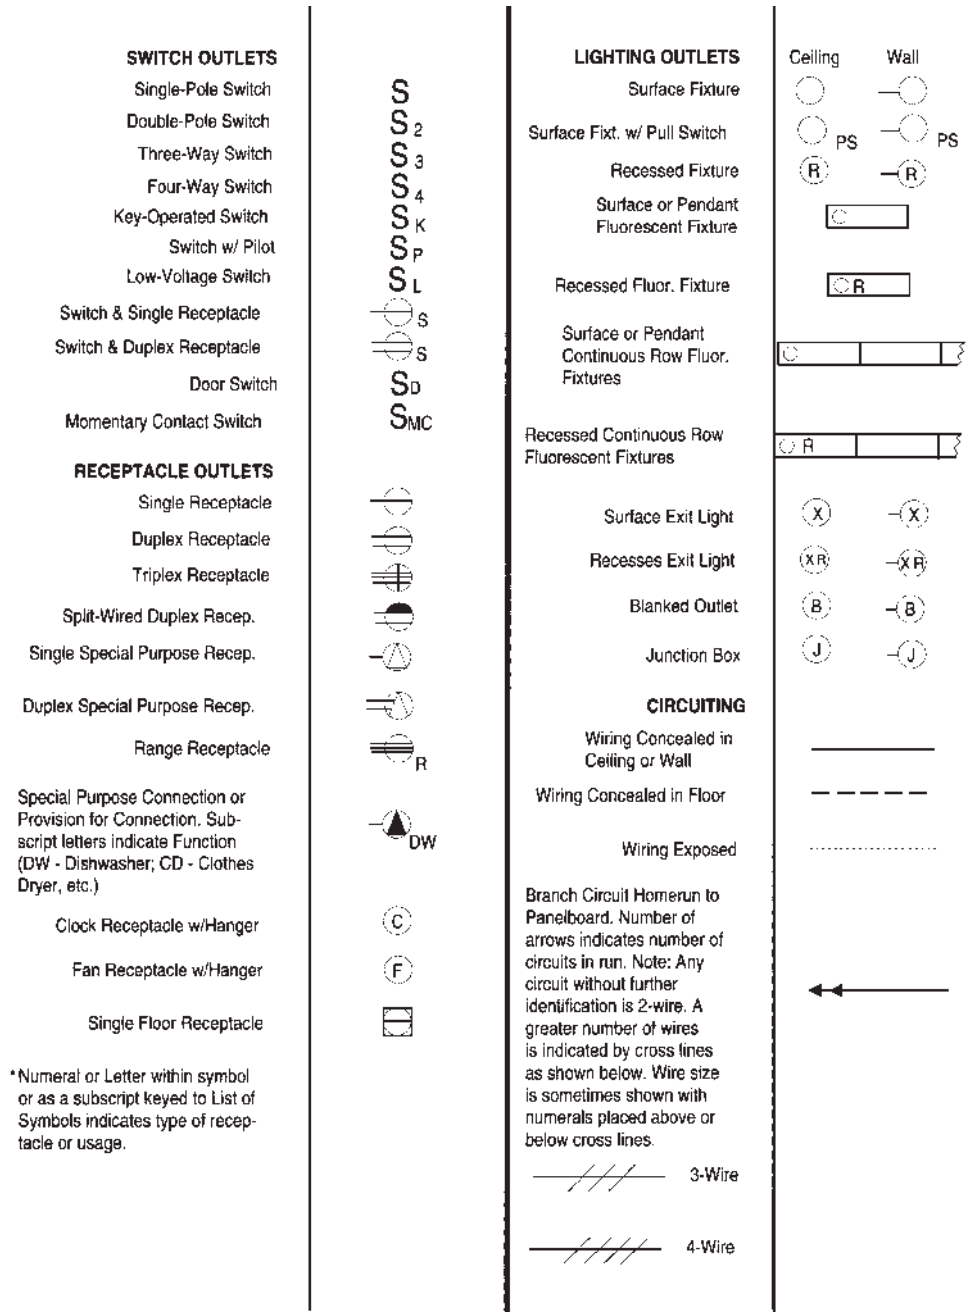 SWITCH OUTLETS
Single-Pole Switch S
Double-Pole Switch S2
Three-Way Switch S3
Four-Way Switch S4
Key-Operated Switch SK
Switch w/ Pilot SP
Low-Voltage Switch SL
Switch & Single Receptacle S
Switch & Duplex Receptacle S
Door Switch SD
Momentary Contact Switch SMC
RECEPTACLE OUTLETS
Single Receptacle
Duplex Receptacle
Triplex Receptacle
Split-Wired Duplex Recep.
Single Special Purpose Recep.
Duplex Special Purpose Recep.
Range Receptacle R
Special Purpose Connection or
Provision for Connection. Sub-
script letters indicate Function
(DW - Dishwasher; CD - Clothes
Dryer, etc.)
DW
Clock Receptacle w/Hanger C
Fan Receptacle w/Hanger F
Single Floor Receptacle
*Numeral or Letter within symbol
or as a subscript keyed to List of
Symbols indicates type of recep-
tacle or usage.
LIGHTING OUTLETS Ceiling Wall
Surface Fixture
Surface Fixt. w/ Pull Switch PS PS
Recessed Fixture R R
Surface or Pendant
Fluorescent Fixture
Recessed Fluor. Fixture R
Surface or Pendant
Continuous Row Fluor.
Fixtures
Recessed Continuous Row
Fluorescent Fixtures
R
Surface Exit Light X X
Recesses Exit Light XR XR
Blanked Outlet B B
Junction Box J J
CIRCUITING
Wiring Concealed in
Ceiling or Wall
Wiring Concealed in Floor
Wiring Exposed
Branch Circuit Homerun to
Panelboard. Number of
arrows indicates number of
circuits in run. Note: Any
circuit without further
identification is 2-wire. A
greater number of wires
is indicated by cross lines
as shown below. Wire size
is sometimes shown with
numerals placed above or
below cross lines.
3-Wire
4-Wire